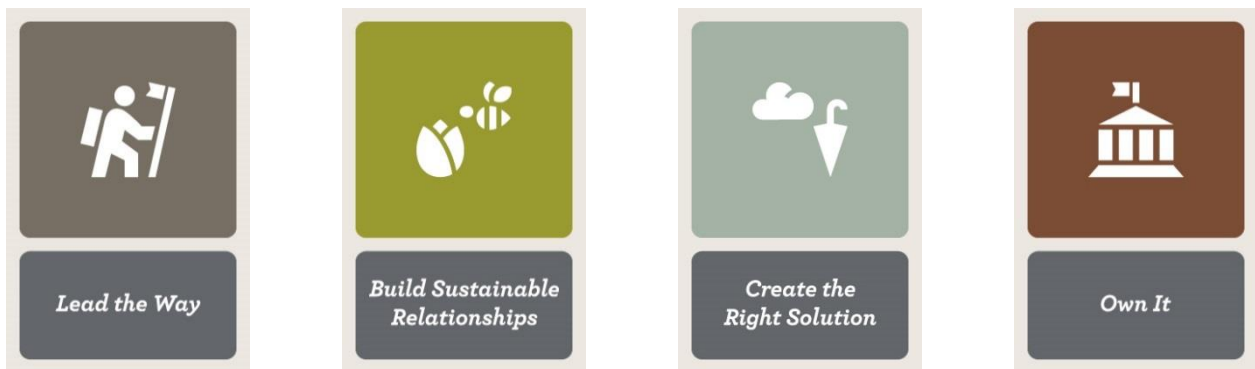 Lead the Way
Build Sustainable
Relationships
Create the
Right Solution
Own It